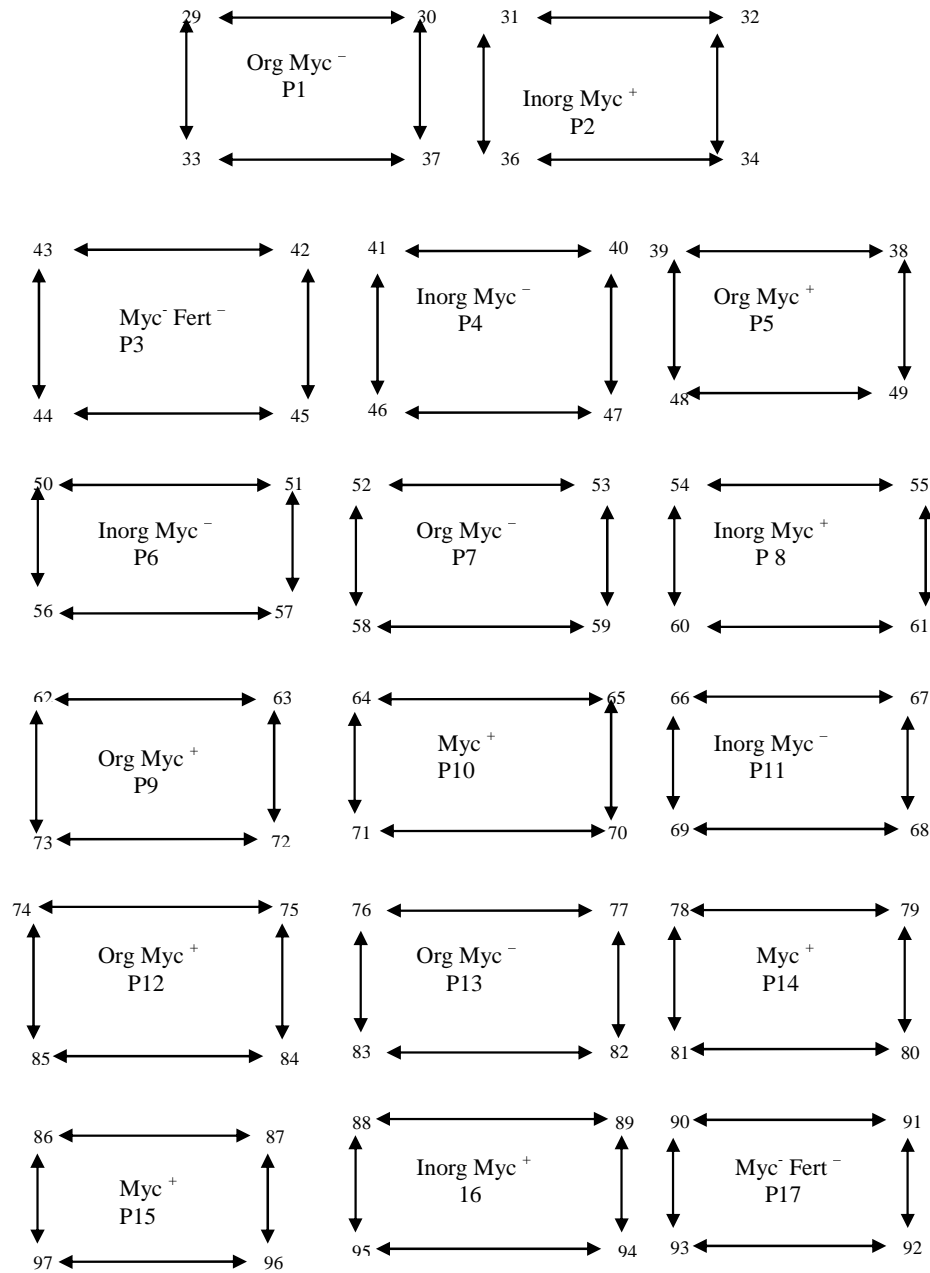 29 30 31 32
Org Myc ⁻
P1
Inorg Myc ⁺
P2
33 37 36 34
43 42 41 40 39 38
Myc⁻ Fert ⁻
P3
Inorg Myc ⁻
P4
Org Myc ⁺
P5
44 45 46 47 48 49
50 51 52 53 54 55
Inorg Myc ⁻
P6
Org Myc ⁻
P7
Inorg Myc ⁺
P 8
56 57 58 59 60 61
62 63 64 65 66 67
Org Myc ⁺
P9
Myc ⁺
P10
Inorg Myc ⁻
P11
73 72 71 70 69 68
74 75 76 77 78 79
Org Myc ⁺
P12
Org Myc ⁻
P13
Myc ⁺
P14
85 84 83 82 81 80
86 87 88 89 90 91
Myc ⁺
P15
Inorg Myc ⁺
16
Myc⁻ Fert ⁻
P17
97 96 95 94 93 92